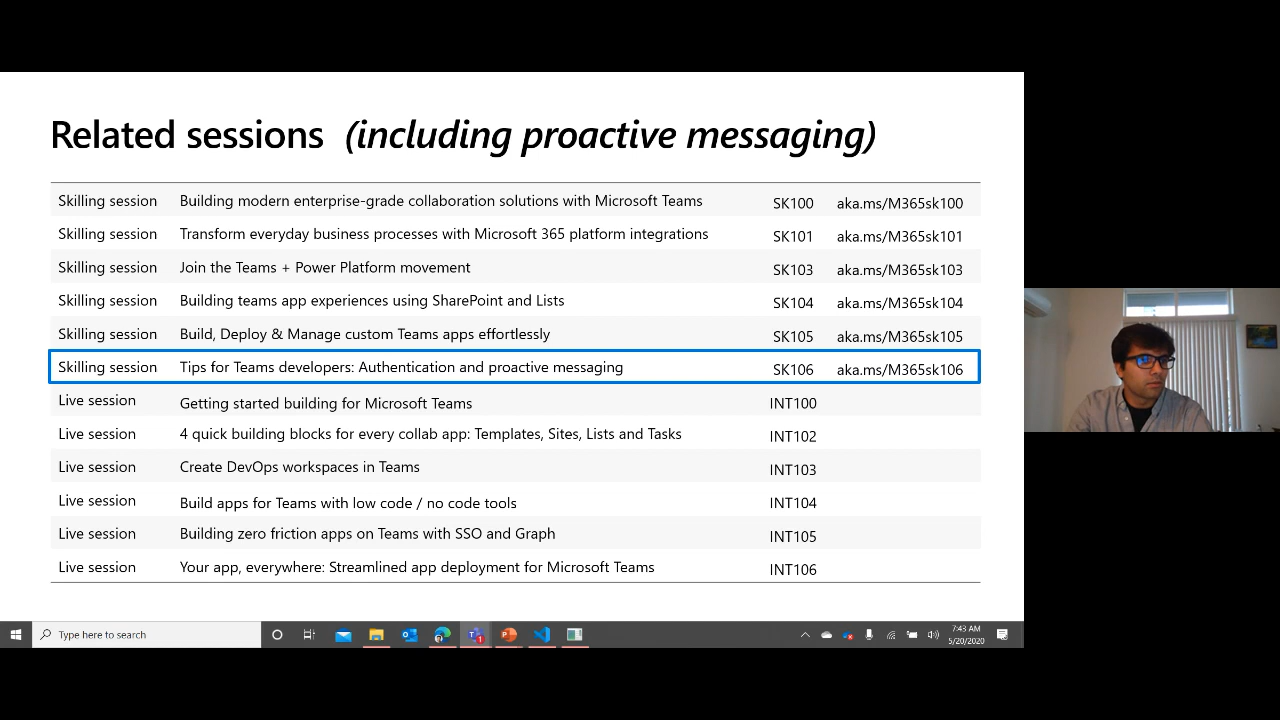 Related sessions (including proactive messaging)
Skilling session Building modern enterprise-grade collaboration solutions with Microsoft Teams SK100 aka.ms/M365sk100
Skilling session Transform everyday business processes with Microsoft 365 platform integrations SK101 aka.ms/M365sk101
Skilling session Join the Teams + Power Platform movement SK103 aka.ms/M365sk103
Skilling session Building teams app experiences using SharePoint and Lists SK104 aka.ms/M365sk104
Skilling session Build, Deploy & Manage custom Teams apps effortlessly SK105 aka.ms/M365sk105
Skilling session Tips for Teams developers: Authentication and proactive messaging SK106 aka.ms/M365sk106
Live session Getting started building for Microsoft Teams INT100
Live session 4 quick building blocks for every collab app: Templates, Sites, Lists and Tasks INT102
Live session Create DevOps workspaces in Teams INT103
Live session Build apps for Teams with low code / no code tools INT104
Live session Building zero friction apps on Teams with SSO and Graph INT105
Live session Your app, everywhere: Streamlined app deployment for Microsoft Teams INT106
Type here to search
7:43 AM
5/20/2020